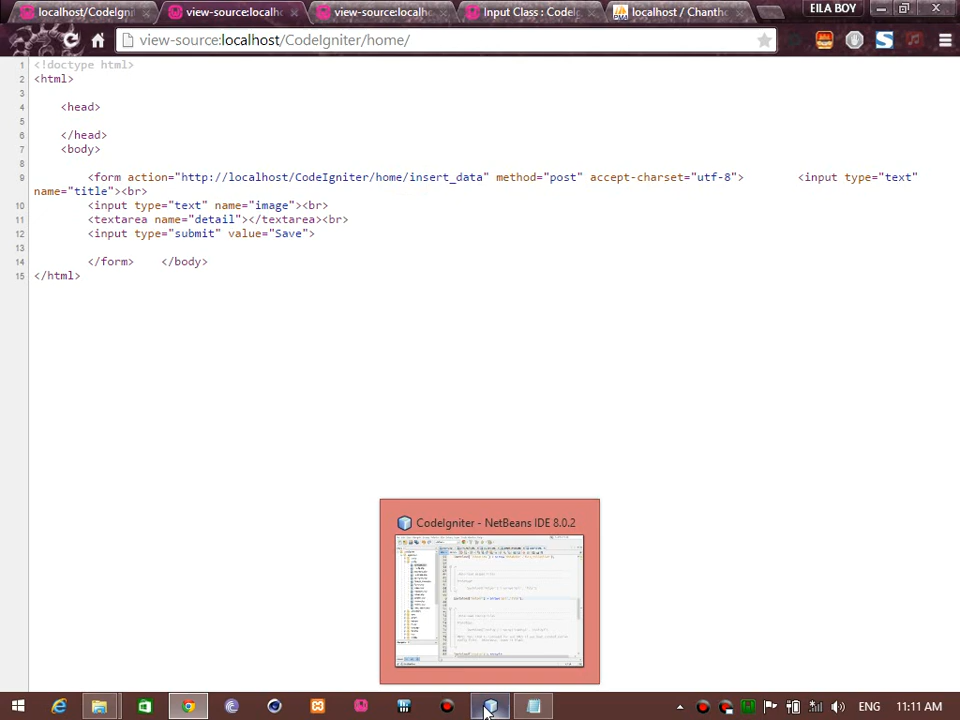 localhost/CodeIgni
view-source:localh
view-source:localhc
Input Class : CodeI
localhost / Chanth
EILA BOY
view-source:localhost/CodeIgniter/home/
1 <!doctype html>
2 <html>
3
4 <head>
5
6 </head>
7 <body>
8
9 <form action="http://localhost/CodeIgniter/home/insert_data" method="post" accept-charset="utf-8"> <input type="text"
name="title"><br>
10 <input type="text" name="image"><br>
11 <textarea name="detail"></textarea><br>
12 <input type="submit" value="Save">
13
14 </form> </body>
15 </html>
CodeIgniter - NetBeans IDE 8.0.2
ENG 11:11 AM